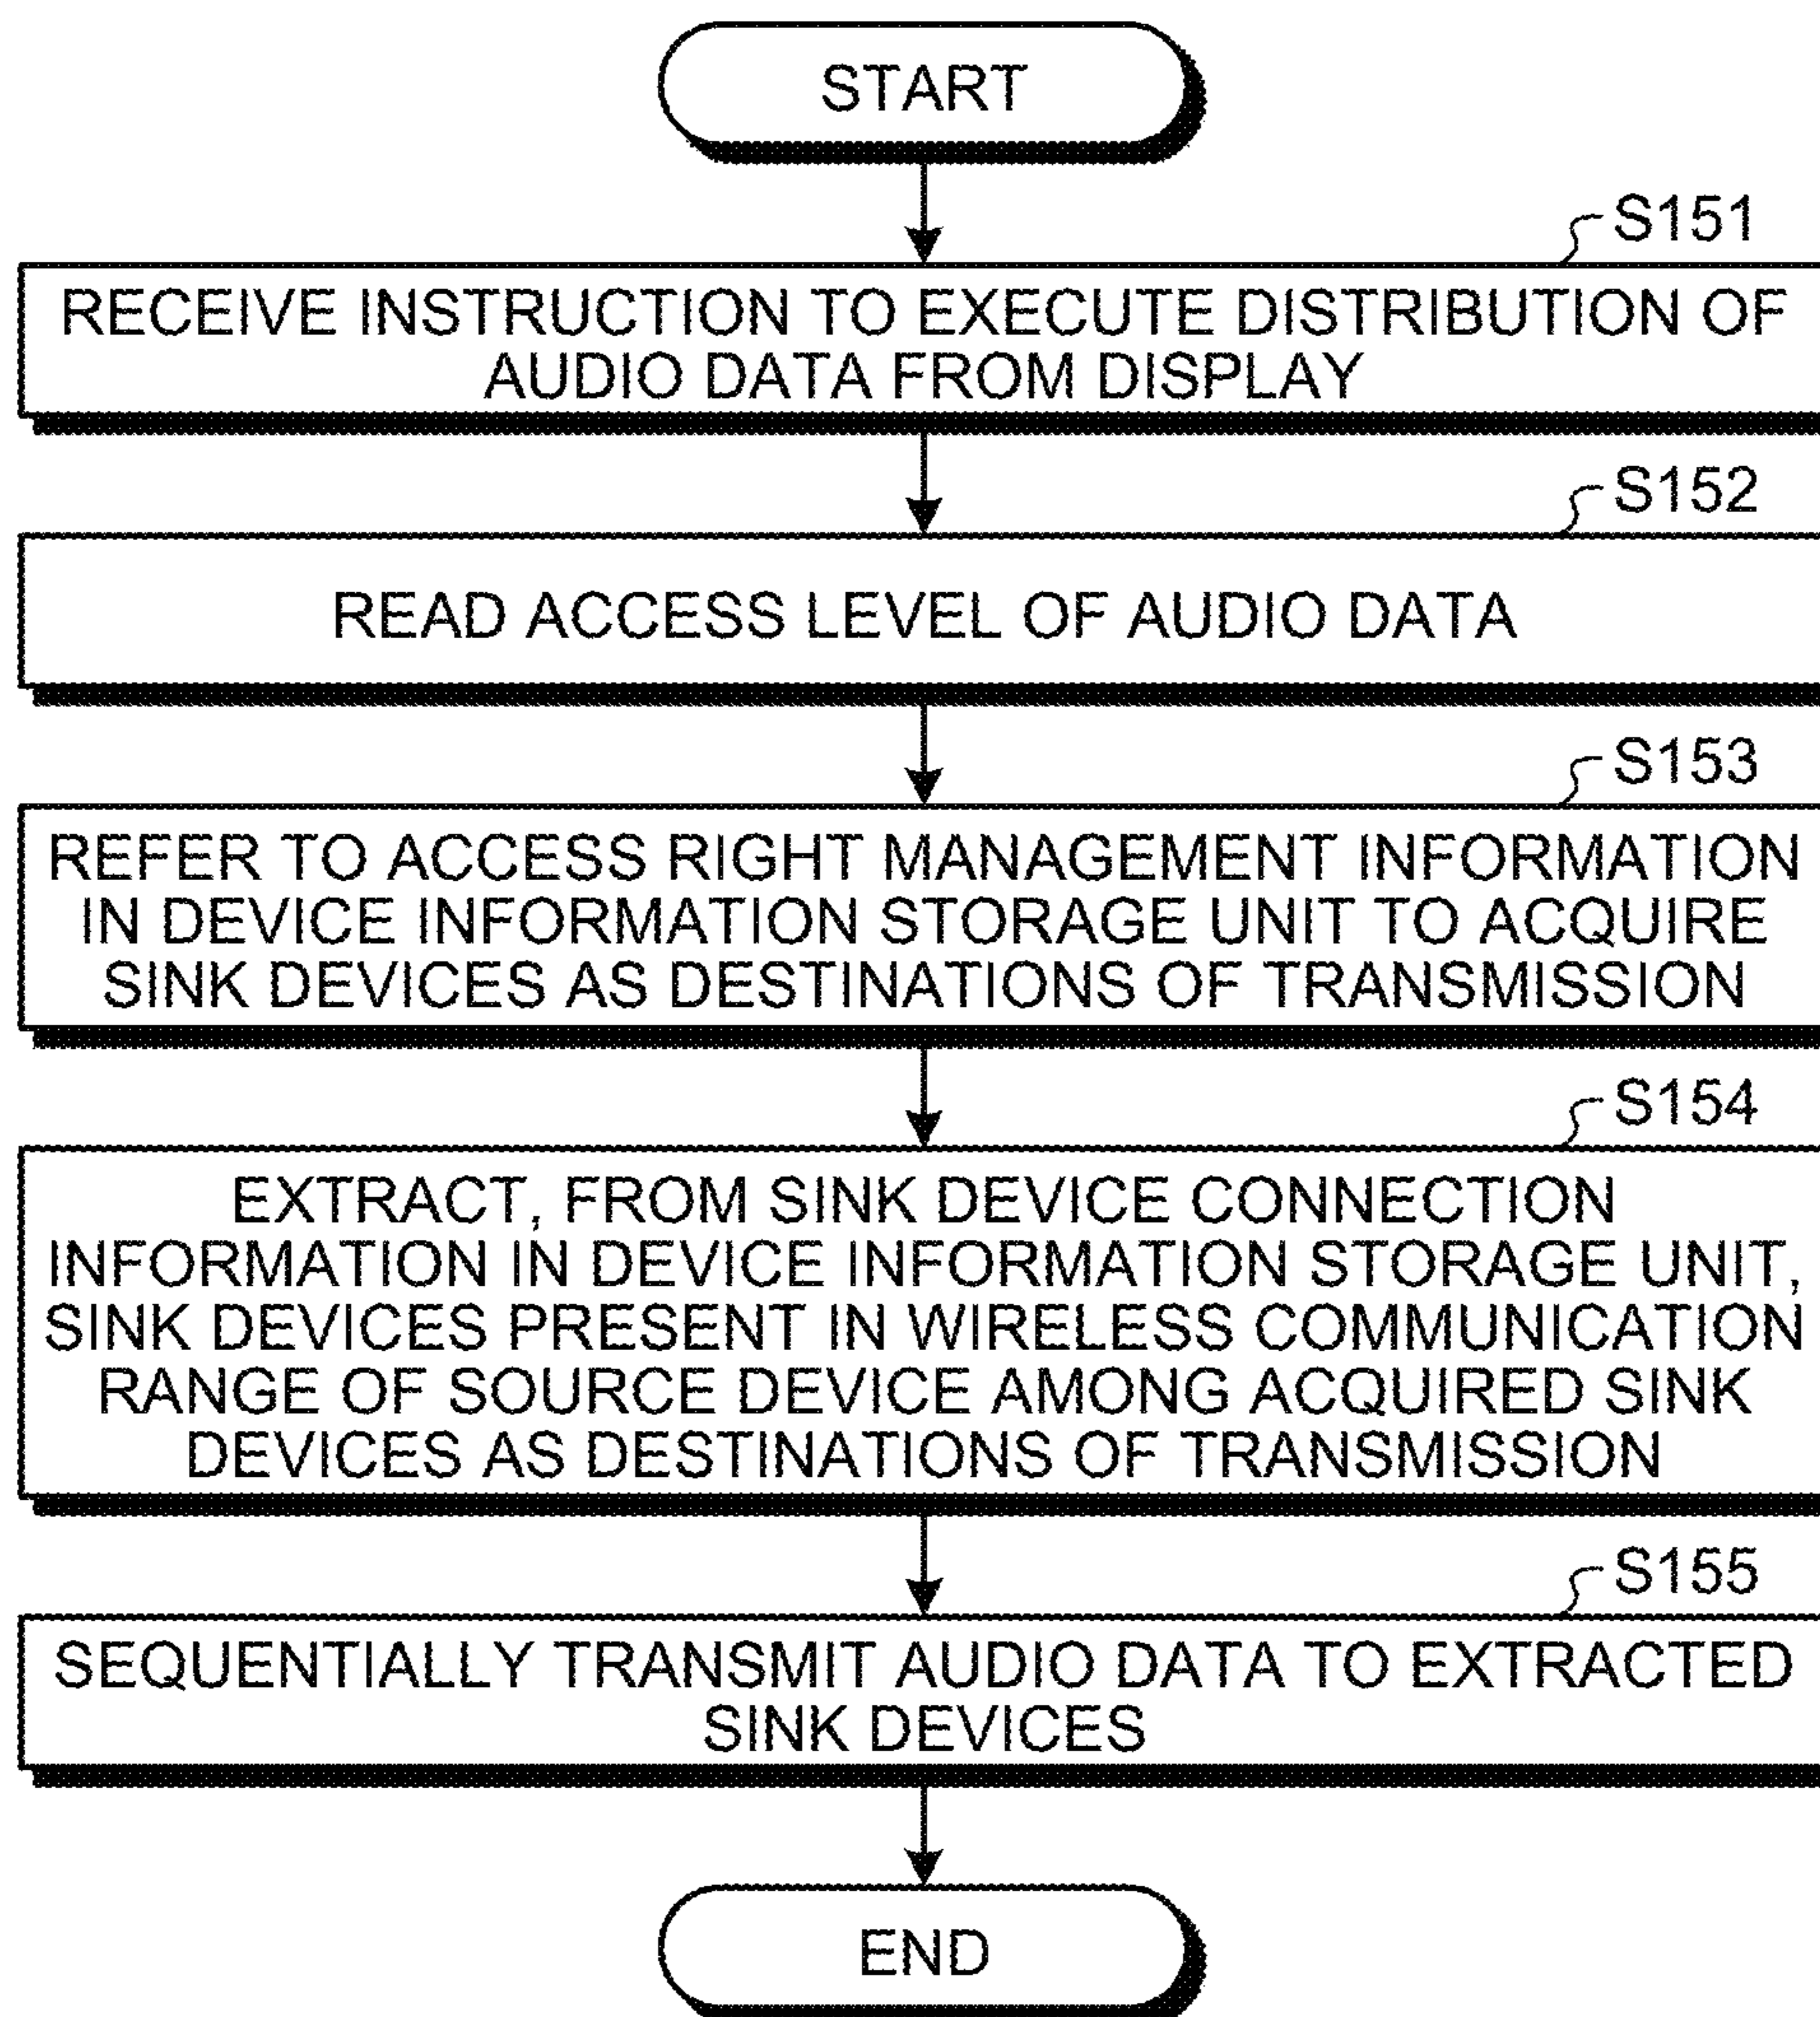 START
S151
RECEIVE INSTRUCTION TO EXECUTE DISTRIBUTION OF
AUDIO DATA FROM DISPLAY
S152
READ ACCESS LEVEL OF AUDIO DATA
S153
REFER TO ACCESS RIGHT MANAGEMENT INFORMATION
IN DEVICE INFORMATION STORAGE UNIT TO ACQUIRE
SINK DEVICES AS DESTINATIONS OF TRANSMISSION
S154
EXTRACT, FROM SINK DEVICE CONNECTION
INFORMATION IN DEVICE INFORMATION STORAGE UNIT,
SINK DEVICES PRESENT IN WIRELESS COMMUNICATION
RANGE OF SOURCE DEVICE AMONG ACQUIRED SINK
DEVICES AS DESTINATIONS OF TRANSMISSION
S155
SEQUENTIALLY TRANSMIT AUDIO DATA TO EXTRACTED
SINK DEVICES
END